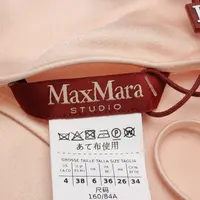 MaxMara
STUDIO
あて布使用
GROSSE TAILLE TALLA SIZE TAGLIA
4 38 6 36 26 34
尺码
160/84A